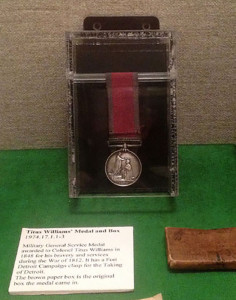 Titus Williams' Medal and Box
1974.17.1.1-3
Military General Service Medal
awarded to Colonel Titus Williams in
1848 for his bravery and services
during the War of 1812. It has a Fort
Detroit Campaign clasp for the Taking
of Detroit.
The brown paper box is the original
box the medal came in.